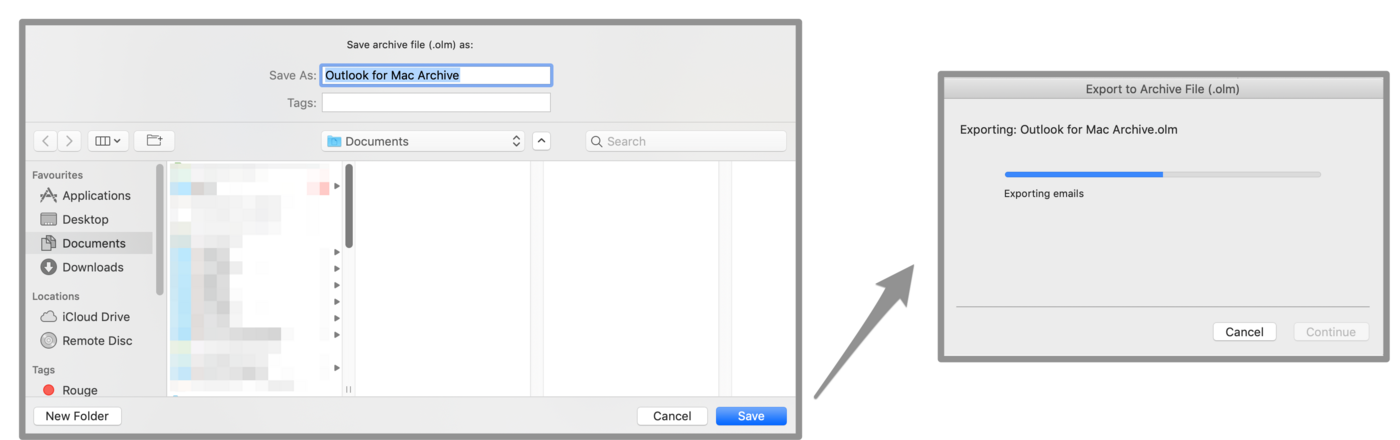 Save archive file (.olm) as:
Save As: Outlook for Mac Archive
Tags:
Documents
Search
Favourites
Applications
Desktop
Documents
Downloads
Locations
iCloud Drive
Remote Disc
Tags
Rouge
New Folder
Cancel
Save
Export to Archive File (.olm)
Exporting: Outlook for Mac Archive.olm
Exporting emails
Cancel
Continue